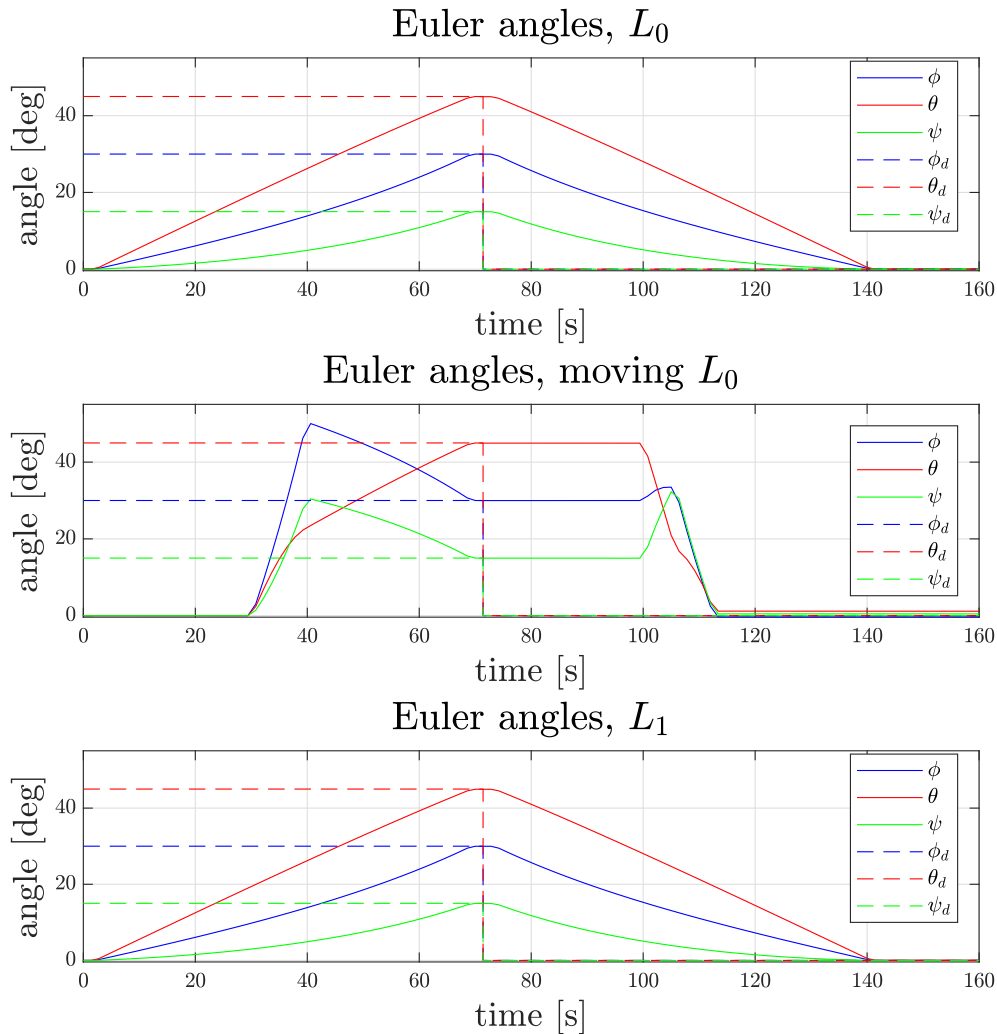 Euler angles, L₀
angle [deg]
40
20
0
0 20 40 60 80 100 120 140 160
time [s]
ϕ
θ
ψ
ϕ_d
θ_d
ψ_d
Euler angles, moving L₀
angle [deg]
40
20
0
0 20 40 60 80 100 120 140 160
time [s]
ϕ
θ
ψ
ϕ_d
θ_d
ψ_d
Euler angles, L₁
angle [deg]
40
20
0
0 20 40 60 80 100 120 140 160
time [s]
ϕ
θ
ψ
ϕ_d
θ_d
ψ_d